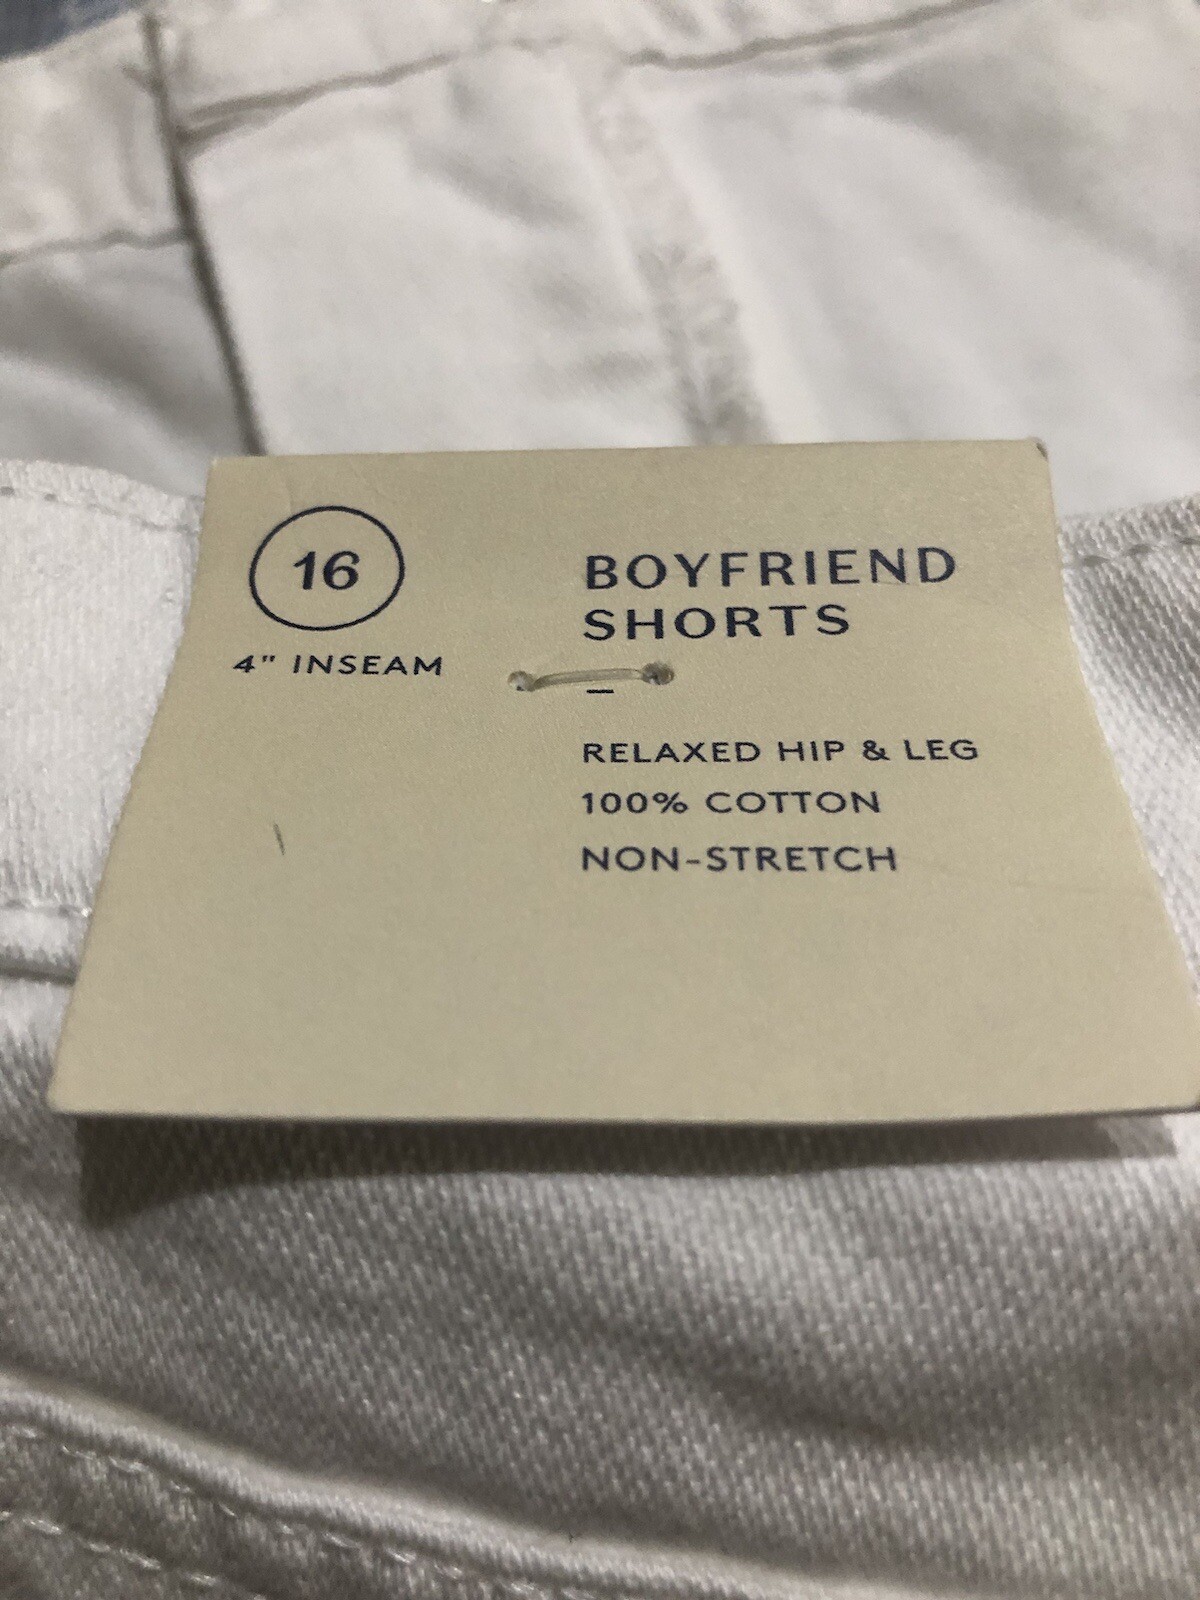 16
4" INSEAM
BOYFRIEND
SHORTS
–
RELAXED HIP & LEG
100% COTTON
NON-STRETCH